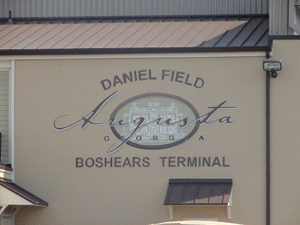 DANIEL FIELD
Augusta
GEORGIA
BOSHEARS TERMINAL